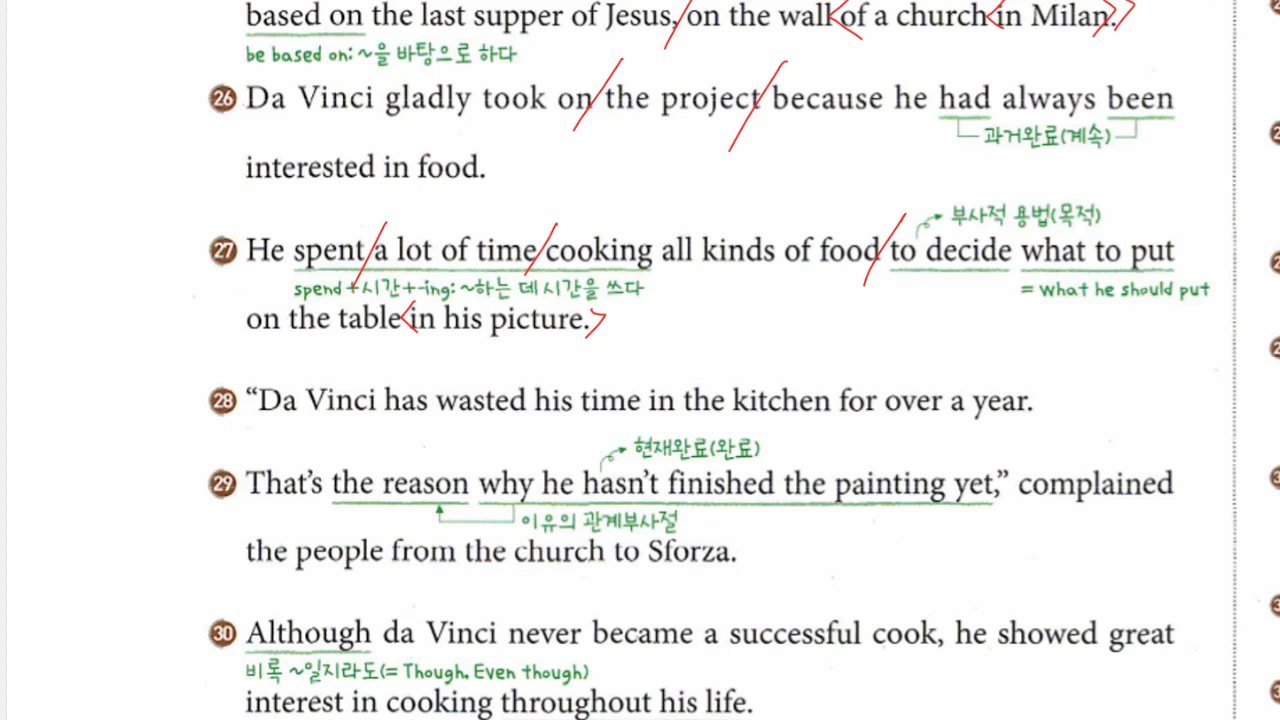 based on the last supper of Jesus, on the wall of a church in Milan.
be based on: ~을 바탕으로 하다
26 Da Vinci gladly took on the project because he had always been
과거완료(계속)
interested in food.
부사적 용법(목적)
27 He spent a lot of time cooking all kinds of food to decide what to put
spend+시간+-ing: ~하는 데 시간을 쓰다
= what he should put
on the table in his picture.
28 “Da Vinci has wasted his time in the kitchen for over a year.
현재완료(완료)
29 That’s the reason why he hasn’t finished the painting yet,” complained
이유의 관계부사절
the people from the church to Sforza.
30 Although da Vinci never became a successful cook, he showed great
비록 ~일지라도(= Though, Even though)
interest in cooking throughout his life.